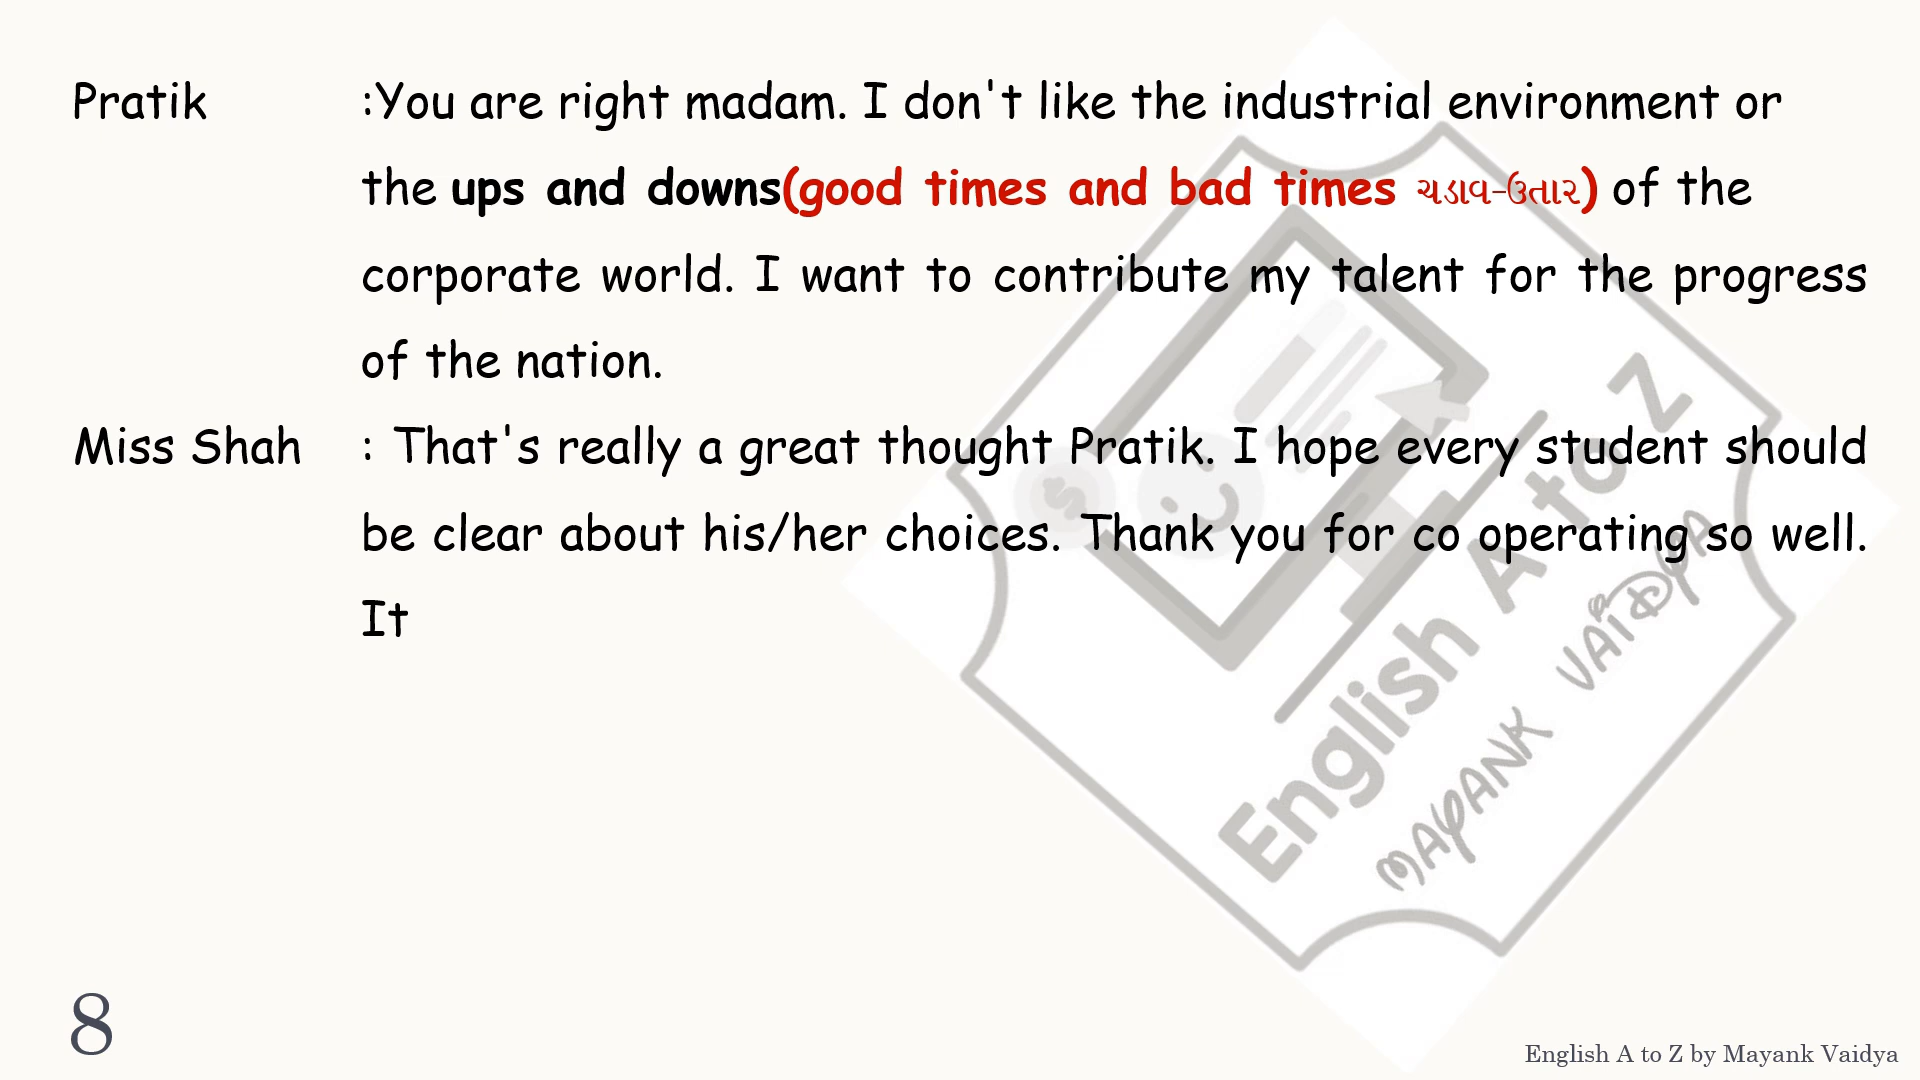 Pratik :You are right madam. I don't like the industrial environment or
the ups and downs(good times and bad times ચડાવ-ઉતાર) of the
corporate world. I want to contribute my talent for the progress
of the nation.
Miss Shah : That's really a great thought Pratik. I hope every student should
be clear about his/her choices. Thank you for co operating so well.
It
$
English A to Z
MAYANK VAIDYA
8
English A to Z by Mayank Vaidya